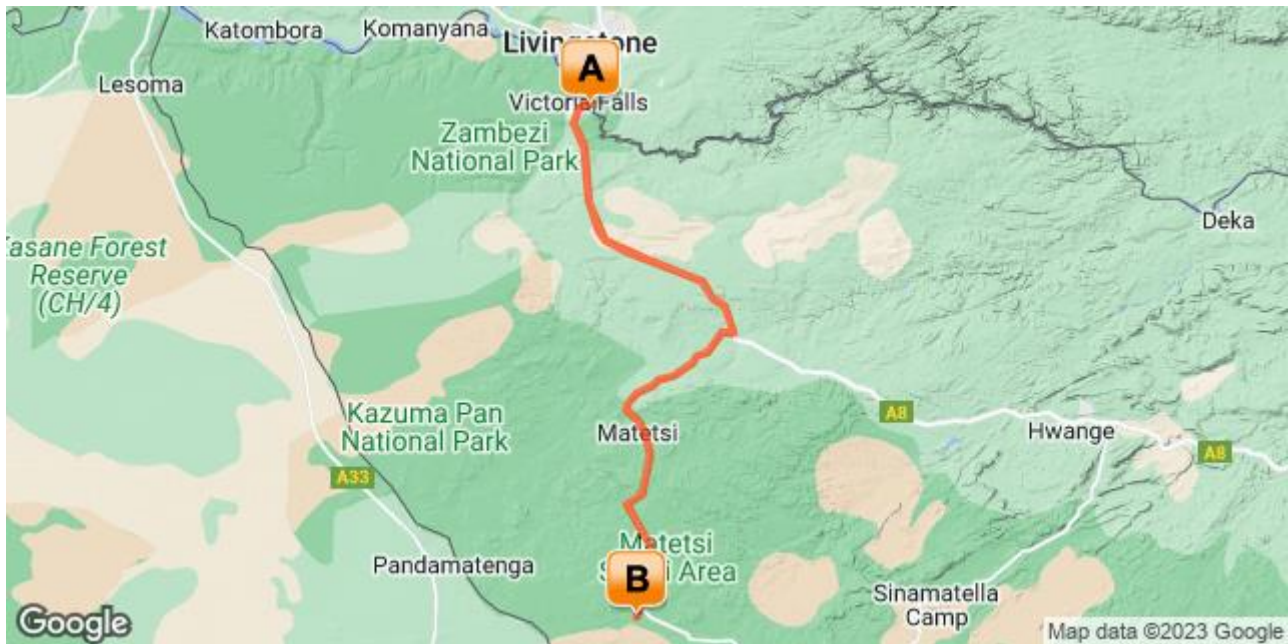 Katombora
Komanyana
Livingstone
A
Lesoma
Victoria Falls
Zambezi
National Park
Deka
Kasane Forest
Reserve
(CH/4)
Kazuma Pan
National Park
Matetsi
A8
Hwange
A8
A33
Matetsi
Area
Pandamatenga
B
Sinamatella
Camp
Google
Map data ©2023 Google